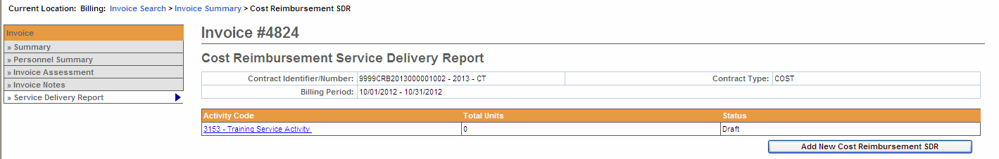 Current Location: Billing: Invoice Search > Invoice Summary > Cost Reimbursement SDR
Invoice
» Summary
» Personnel Summary
» Invoice Assessment
» Invoice Notes
» Service Delivery Report
Invoice #4824
Cost Reimbursement Service Delivery Report
Contract Identifier/Number: 9999CRB2013000001002 - 2013 - CT Contract Type: COST
Billing Period: 10/01/2012 - 10/31/2012
Activity Code Total Units Status
3153 - Training Service Activity 0 Draft
Add New Cost Reimbursement SDR